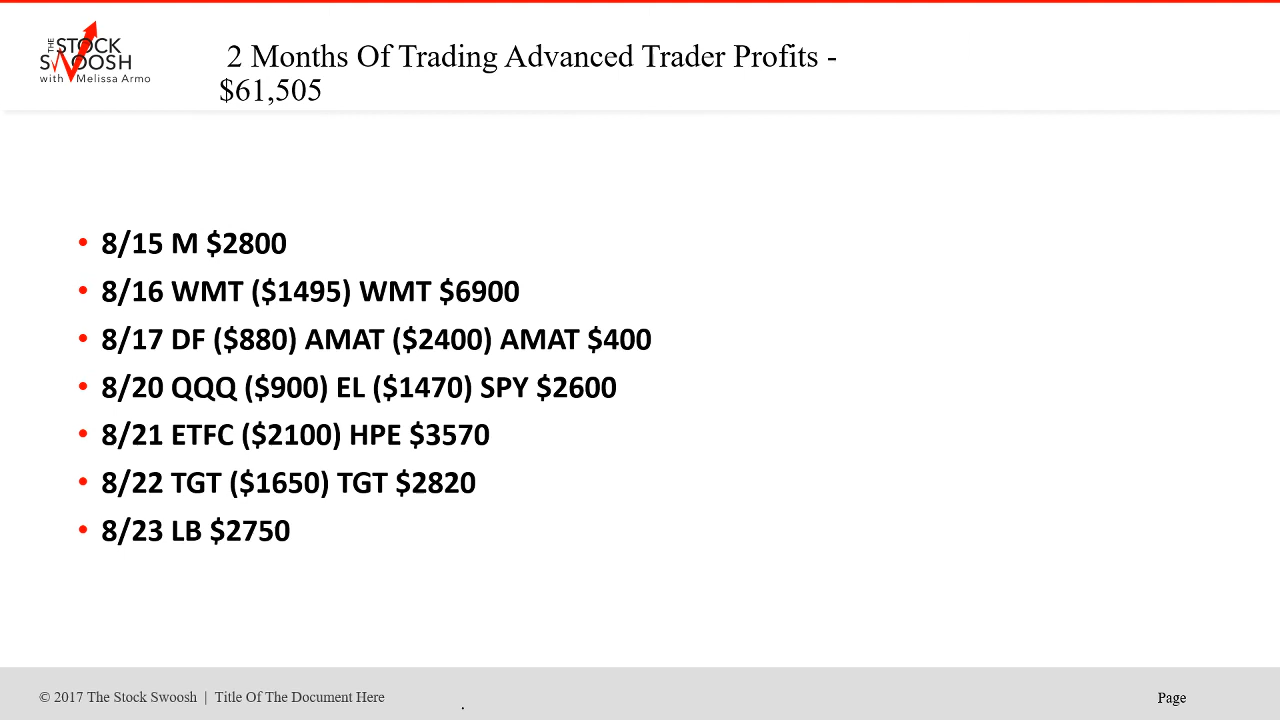 THE STOCK
SWOOSH
with Melissa Armo
2 Months Of Trading Advanced Trader Profits -
$61,505
• 8/15 M $2800
• 8/16 WMT ($1495) WMT $6900
• 8/17 DF ($880) AMAT ($2400) AMAT $400
• 8/20 QQQ ($900) EL ($1470) SPY $2600
• 8/21 ETFC ($2100) HPE $3570
• 8/22 TGT ($1650) TGT $2820
• 8/23 LB $2750
© 2017 The Stock Swoosh | Title Of The Document Here
.
Page